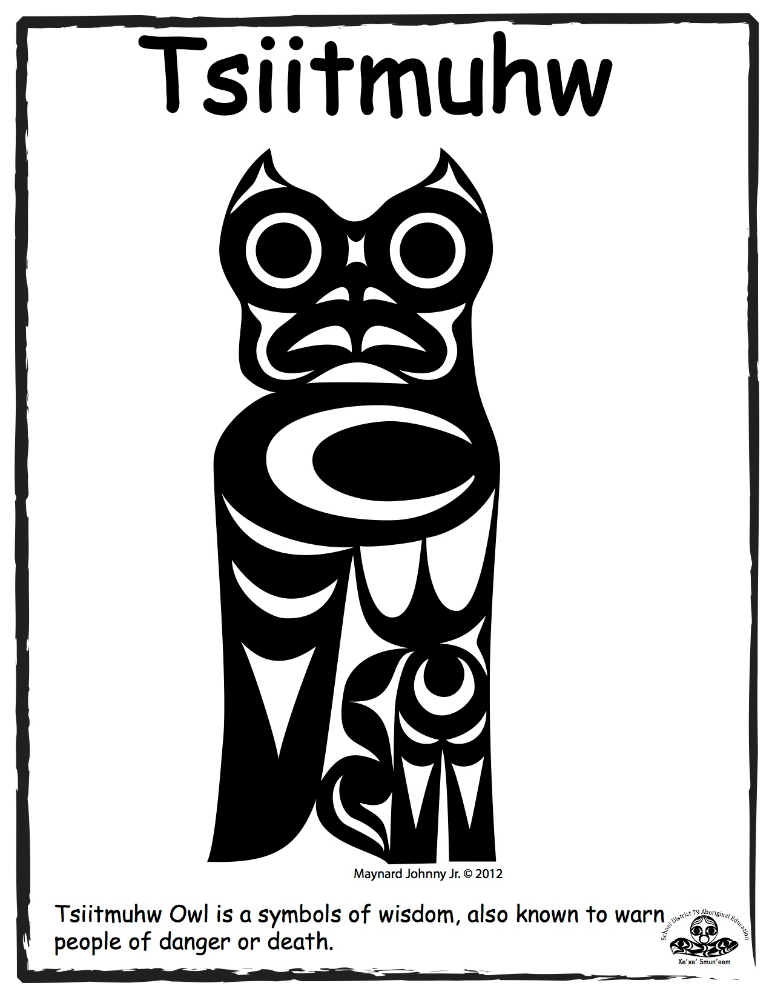 Tsiitmuhw
Maynard Johnny Jr. © 2012
Tsiitmuhw Owl is a symbols of wisdom, also known to warn
people of danger or death.
School District 79 Aboriginal Education
Xe'xe' Smun'eem